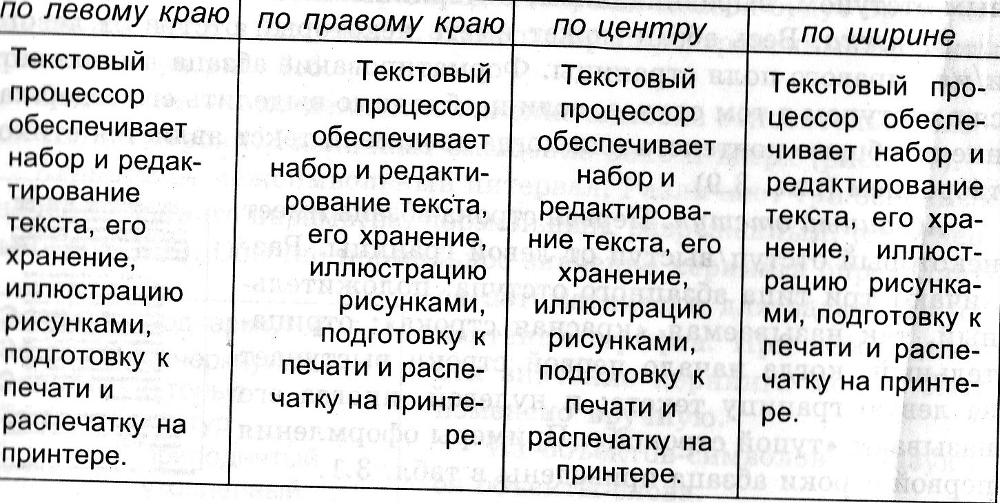 по левому краю
по правому краю
по центру
по ширине
Текстовый
процессор
обеспечивает
набор и редак-
тирование
текста, его
хранение,
иллюстрацию
рисунками,
подготовку к
печати и
распечатку на
принтере.
Текстовый
процессор
обеспечивает
набор и редакти-
рование текста,
его хранение,
иллюстрацию
рисунками,
подготовку к
печати и распе-
чатку на принте-
ре.
Текстовый
процессор
обеспечивает
набор и
редактирова-
ние текста, его
хранение,
иллюстрацию
рисунками,
подготовку к
печати и
распечатку на
принтере.
Текстовый про-
цессор обеспе-
чивает набор и
редактирование
текста, его хра-
нение, иллюст-
рацию рисунка-
ми, подготовку к
печати и распе-
чатку на принте-
ре.